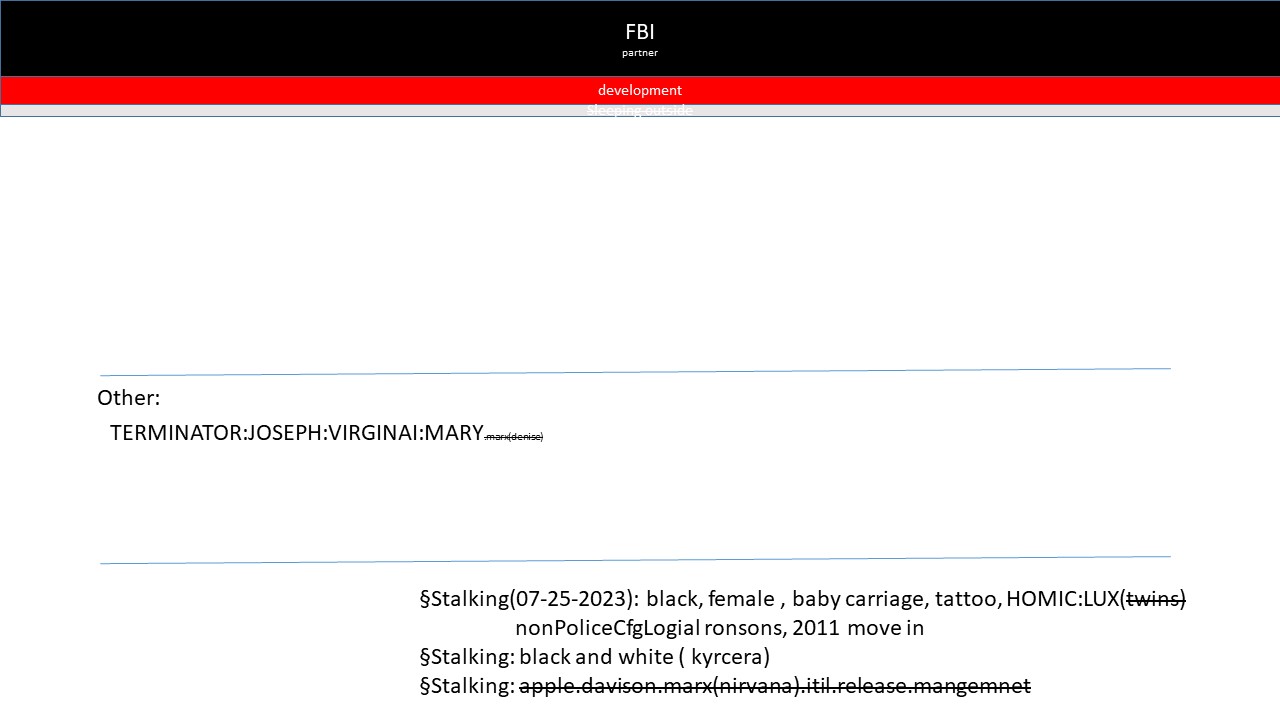 FBI
partner
development
Sleeping outside
Other:
TERMINATOR:JOSEPH:VIRGINAI:MARY.marx(denise)
§Stalking(07-25-2023): black, female , baby carriage, tattoo, HOMIC:LUX(twins)
nonPoliceCfgLogial ronsons, 2011 move in
§Stalking: black and white ( kyrcera)
§Stalking: apple.davison.marx(nirvana).itil.release.mangemnet